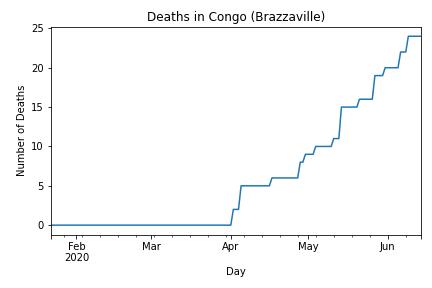 Deaths in Congo (Brazzaville)
25
20
15
10
5
0
Number of Deaths
Feb
2020
Mar
Apr
May
Jun
Day